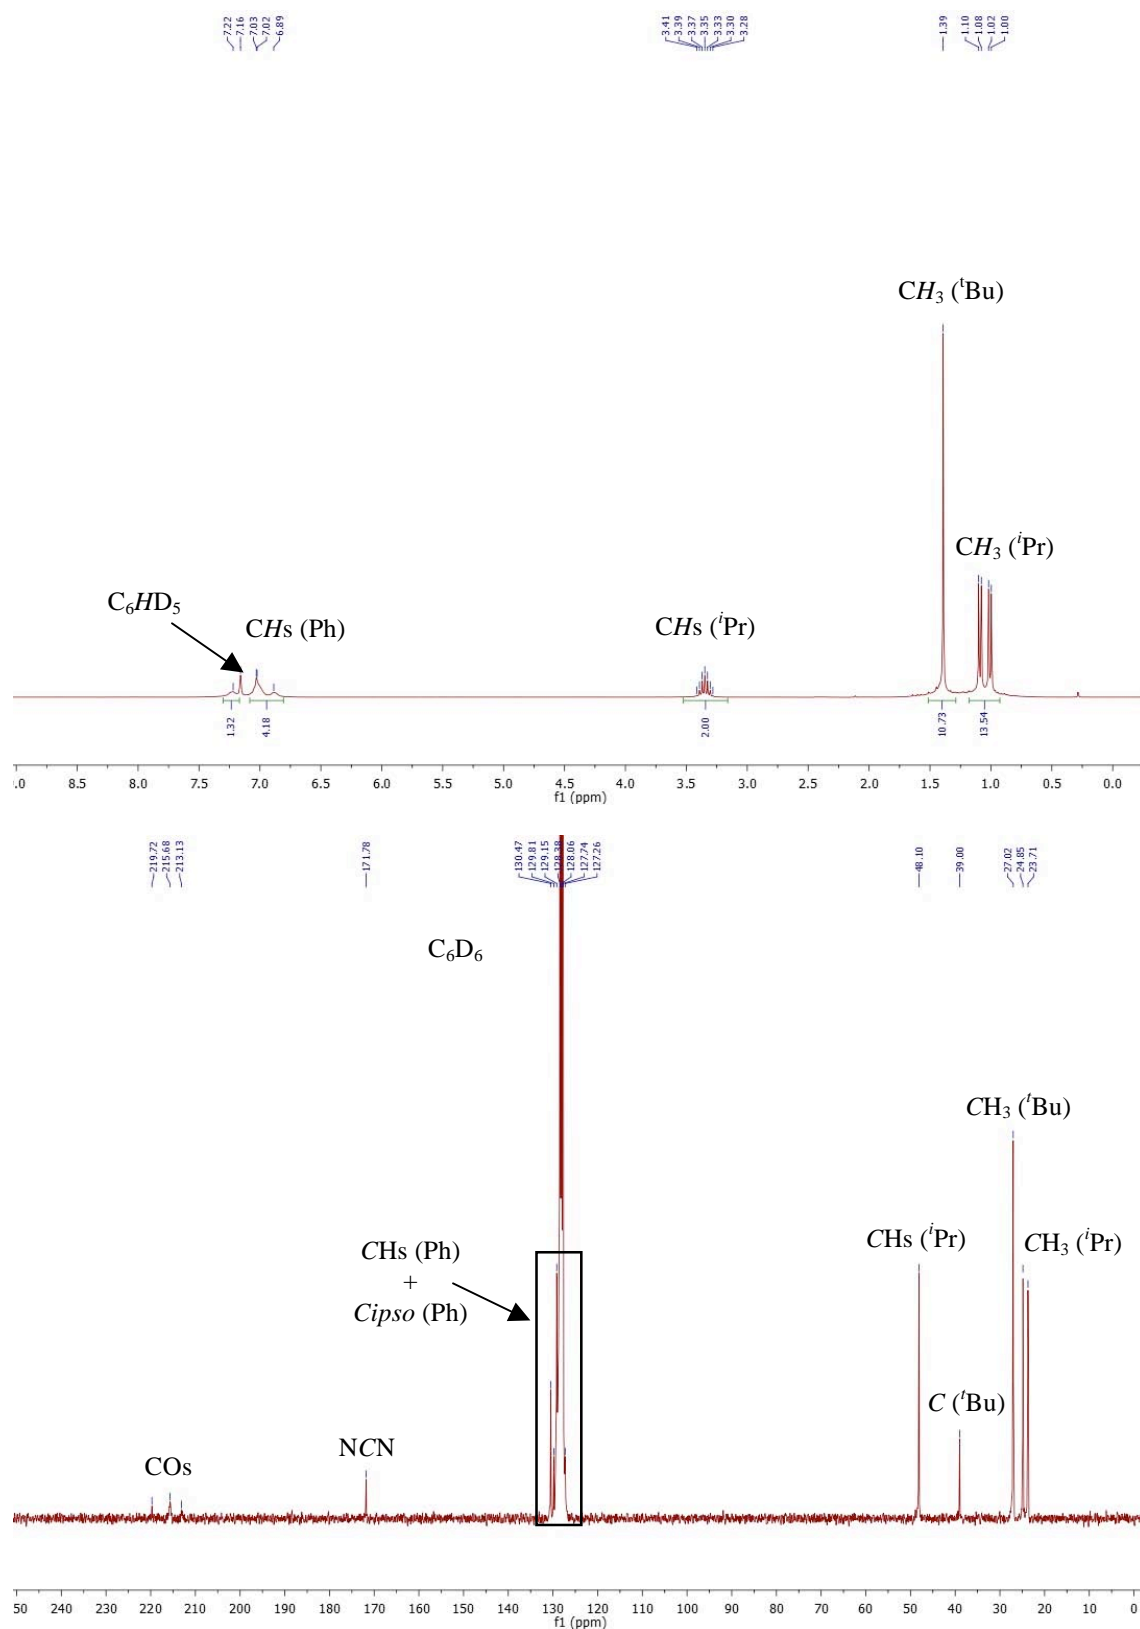 7.22 7.16 7.03 7.02 6.89 3.41 3.39 3.37 3.35 3.33 3.30 3.28 1.39 1.10 1.08 1.02 1.00
CH₃ (ᵗBu)
CH₃ (ⁱPr)
C₆HD₅
CHs (Ph)
CHs (ⁱPr)
1.32 4.18 2.00 10.73 13.54
.0 8.5 8.0 7.5 7.0 6.5 6.0 5.5 5.0 4.5 4.0 3.5 3.0 2.5 2.0 1.5 1.0 0.5 0.0
f1 (ppm)
219.72 215.68 213.13 171.78 130.47 129.81 129.15 128.38 128.06 127.74 127.26 48.10 39.00 27.02 24.85 23.71
C₆D₆
CH₃ (ᵗBu)
CHs (Ph)
+
Cipso (Ph)
CHs (ⁱPr)
CH₃ (ⁱPr)
C (ᵗBu)
NCN
COs
50 240 230 220 210 200 190 180 170 160 150 140 130 120 110 100 90 80 70 60 50 40 30 20 10 0
f1 (ppm)